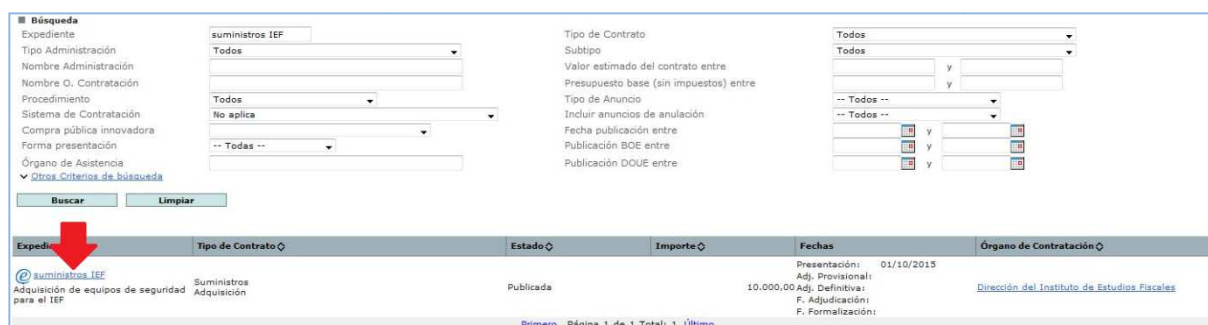 Búsqueda
Expediente suministros IEF Tipo de Contrato Todos
Tipo Administración Todos Subtipo Todos
Nombre Administración Valor estimado del contrato entre y
Nombre O. Contratación Presupuesto base (sin impuestos) entre y
Procedimiento Todos Tipo de Anuncio -- Todos --
Sistema de Contratación No aplica Incluir anuncios de anulación -- Todos --
Compra pública innovadora Fecha publicación entre y
Forma presentación -- Todas -- Publicación BOE entre y
Órgano de Asistencia Publicación DOUE entre y
Otros Criterios de búsqueda
Buscar Limpiar
Tipo de Contrato Estado Importe Fechas Órgano de Contratación
Presentación: 01/10/2015
suministros IEF Suministros Adj. Provisional:
Adquisición de equipos de seguridad Adquisición Publicada 10.000,00 Adj. Definitiva: Dirección del Instituto de Estudios Fiscales
para el IEF F. Adjudicación:
F. Formalización:
Primero Página 1 de 1 Total: 1 Último